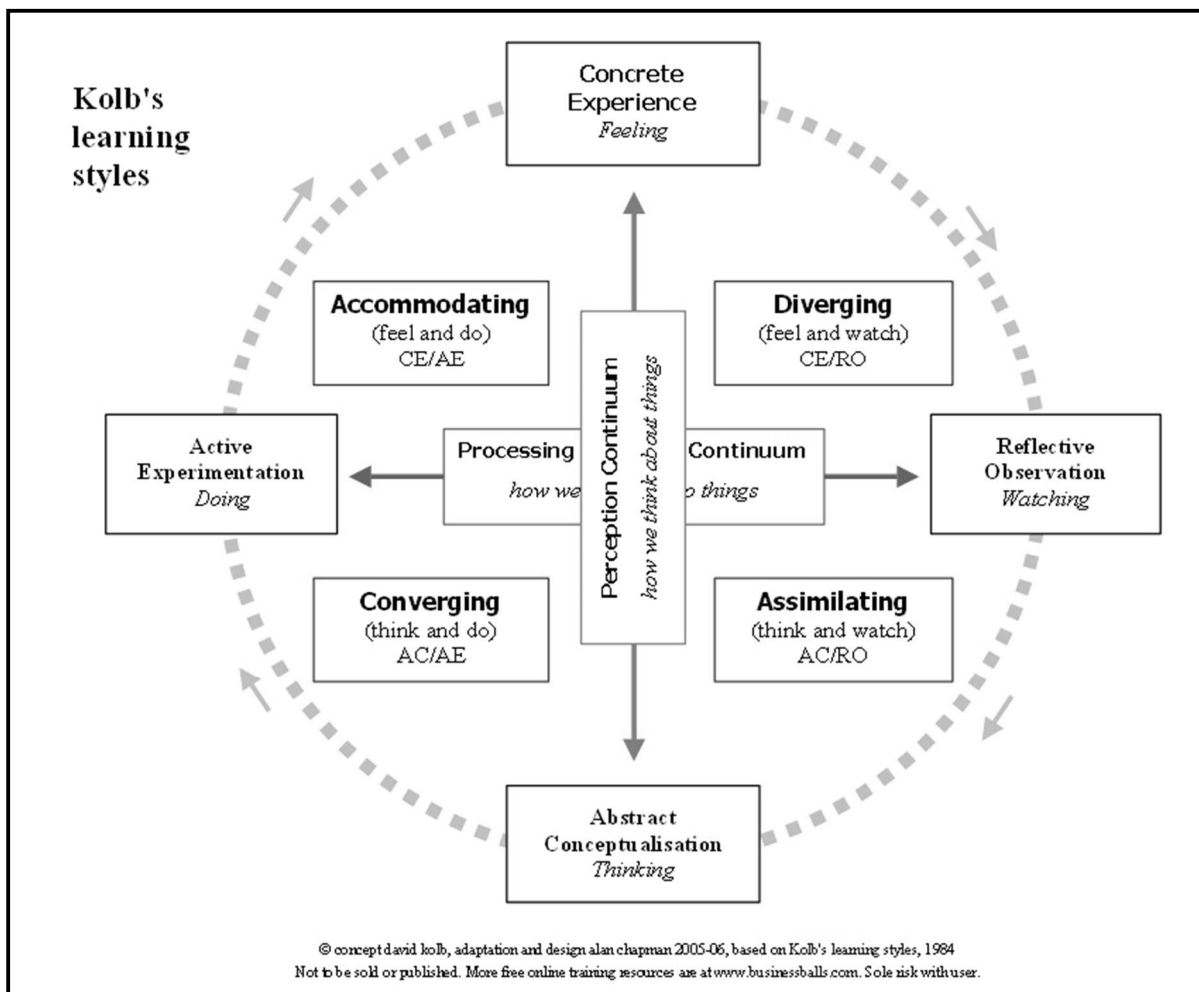 Kolb's
learning
styles
Concrete
Experience
Feeling
Accommodating
(feel and do)
CE/AE
Diverging
(feel and watch)
CE/RO
Active
Experimentation
Doing
Processing Continuum
how we things
Perception Continuum
how we think about things
Reflective
Observation
Watching
Converging
(think and do)
AC/AE
Assimilating
(think and watch)
AC/RO
Abstract
Conceptualisation
Thinking
© concept david kolb, adaptation and design alan chapman 2005-06, based on Kolb's learning styles, 1984
Not to be sold or published. More free online training resources are at www.businessballs.com. Sole risk with user.